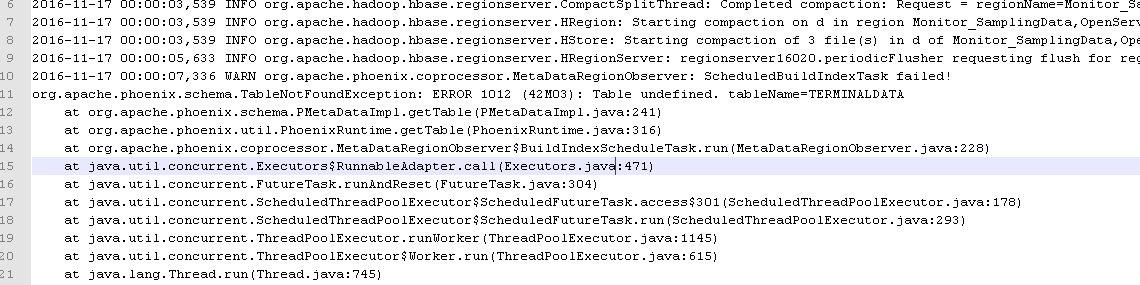 6 2016-11-17 00:00:03,539 INFO org.apache.hadoop.hbase.regionserver.CompactSplitThread: Completed compaction: Request = regionName=Monitor_Sa
7 2016-11-17 00:00:03,539 INFO org.apache.hadoop.hbase.regionserver.HRegion: Starting compaction on d in region Monitor_SamplingData,OpenServ
8 2016-11-17 00:00:03,539 INFO org.apache.hadoop.hbase.regionserver.HStore: Starting compaction of 3 file(s) in d of Monitor_SamplingData,Ope
9 2016-11-17 00:00:05,633 INFO org.apache.hadoop.hbase.regionserver.HRegionServer: regionserver16020.periodicFlusher requesting flush for reg
10 2016-11-17 00:00:07,336 WARN org.apache.phoenix.coprocessor.MetaDataRegionObserver: ScheduledBuildIndexTask failed!
11 org.apache.phoenix.schema.TableNotFoundException: ERROR 1012 (42M03): Table undefined. tableName=TERMINALDATA
12 at org.apache.phoenix.schema.PMetaDataImpl.getTable(PMetaDataImpl.java:241)
13 at org.apache.phoenix.util.PhoenixRuntime.getTable(PhoenixRuntime.java:316)
14 at org.apache.phoenix.coprocessor.MetaDataRegionObserver$BuildIndexScheduleTask.run(MetaDataRegionObserver.java:228)
15 at java.util.concurrent.Executors$RunnableAdapter.call(Executors.java:471)
16 at java.util.concurrent.FutureTask.runAndReset(FutureTask.java:304)
17 at java.util.concurrent.ScheduledThreadPoolExecutor$ScheduledFutureTask.access$301(ScheduledThreadPoolExecutor.java:178)
18 at java.util.concurrent.ScheduledThreadPoolExecutor$ScheduledFutureTask.run(ScheduledThreadPoolExecutor.java:293)
19 at java.util.concurrent.ThreadPoolExecutor.runWorker(ThreadPoolExecutor.java:1145)
20 at java.util.concurrent.ThreadPoolExecutor$Worker.run(ThreadPoolExecutor.java:615)
21 at java.lang.Thread.run(Thread.java:745)